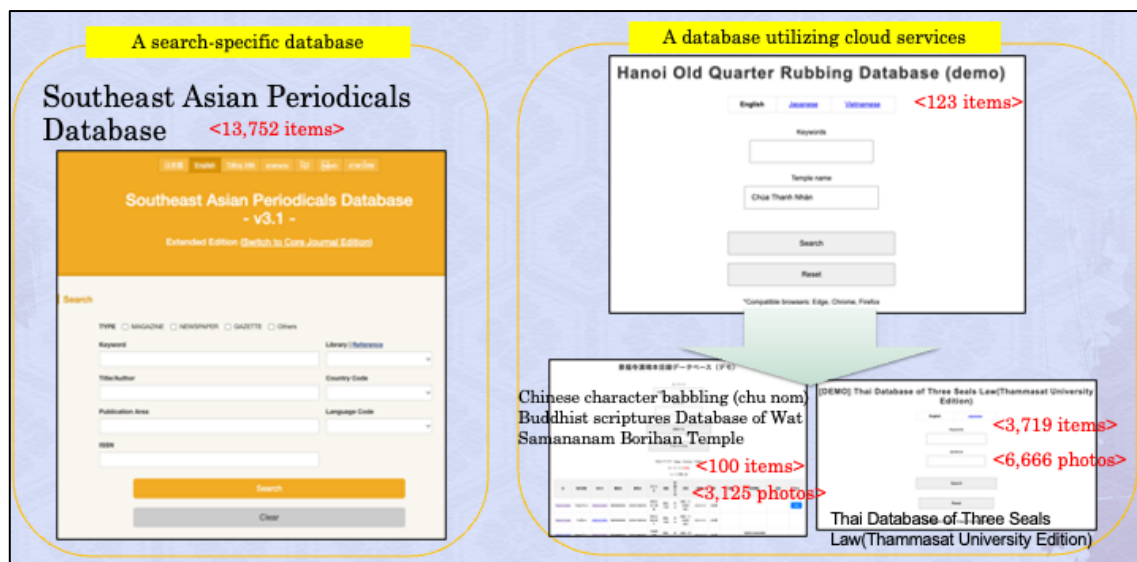 A search-specific database
Southeast Asian Periodicals
Database
<13,752 items>
English
Southeast Asian Periodicals Database
- v3.1 -
Extended Edition (Switch to Core Journal Edition)
Search
TYPE MAGAZINE NEWSPAPER GAZETTE Others
Keyword
Library | Reference
Title/Author
Country Code
Publication Area
Language Code
ISSN
Search
Clear
A database utilizing cloud services
Hanoi Old Quarter Rubbing Database (demo)
English Japanese Vietnamese
<123 items>
Keywords
Temple name
Chùa Thanh Nhàn
Search
Reset
*Compatible browsers: Edge, Chrome, Firefox
Chinese character babbling (chu nom)
Buddhist scriptures Database of Wat
Samananam Borihan Temple
<100 items>
<3,125 photos>
[DEMO] Thai Database of Three Seals Law(Thammasat University
Edition)
English
<3,719 items>
<6,666 photos>
Search
Reset
Thai Database of Three Seals
Law(Thammasat University Edition)